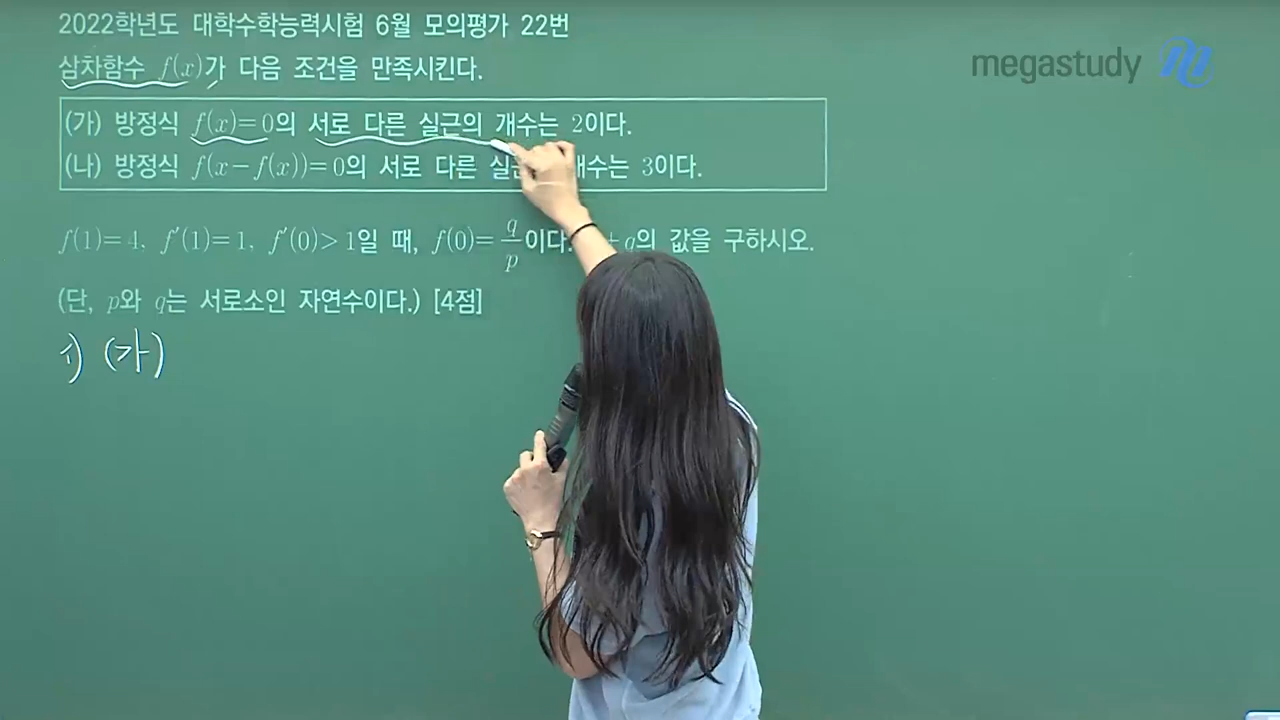 2022학년도 대학수학능력시험 6월 모의평가 22번
megastudy
삼차함수 f(x)가 다음 조건을 만족시킨다.
(가) 방정식 f(x)=0의 서로 다른 실근의 개수는 2이다.
(나) 방정식 f(x-f(x))=0의 서로 다른 개수는 3이다.
f(1)=4, f′(1)=1, f′(0)>1일 때, f(0)=q/p이다. q의 값을 구하시오.
(단, p와 q는 서로소인 자연수이다.) [4점]
1) (가)